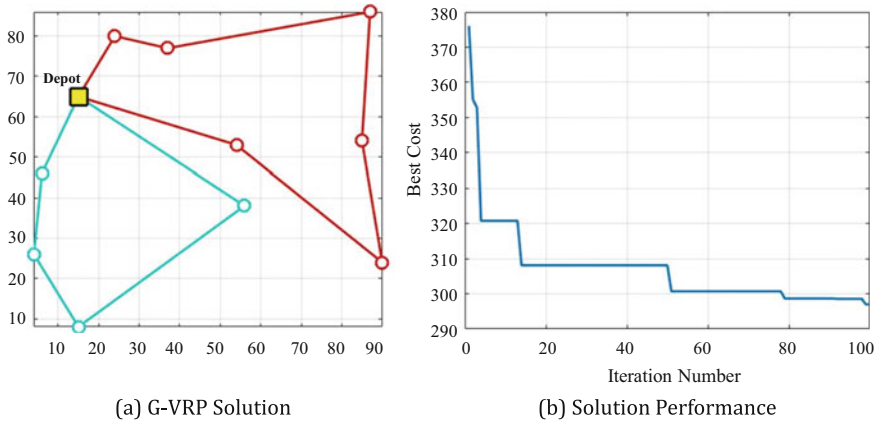 80
70
Depot
60
50
40
30
20
10
10 20 30 40 50 60 70 80 90
(a) G-VRP Solution
380
370
360
350
340
330
320
310
300
290
Best Cost
0 20 40 60 80 100
Iteration Number
(b) Solution Performance